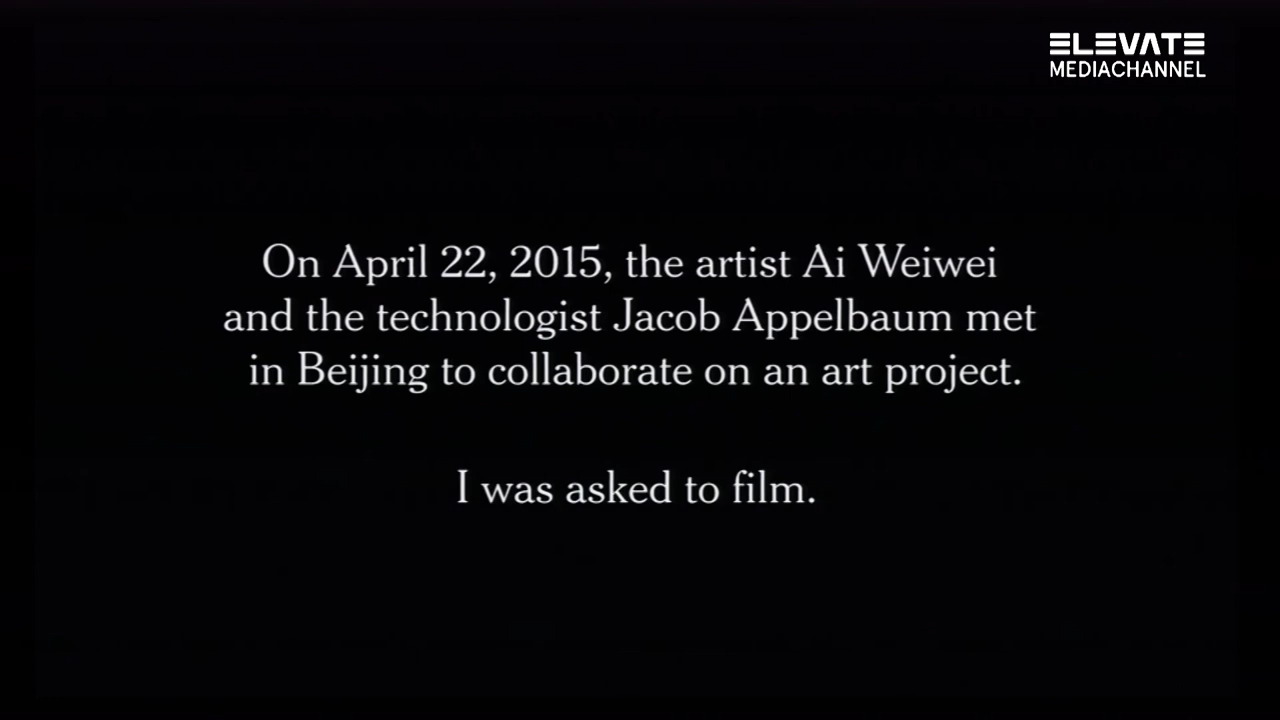 ELEVATE
MEDIACHANNEL
On April 22, 2015, the artist Ai Weiwei
and the technologist Jacob Appelbaum met
in Beijing to collaborate on an art project.
I was asked to film.